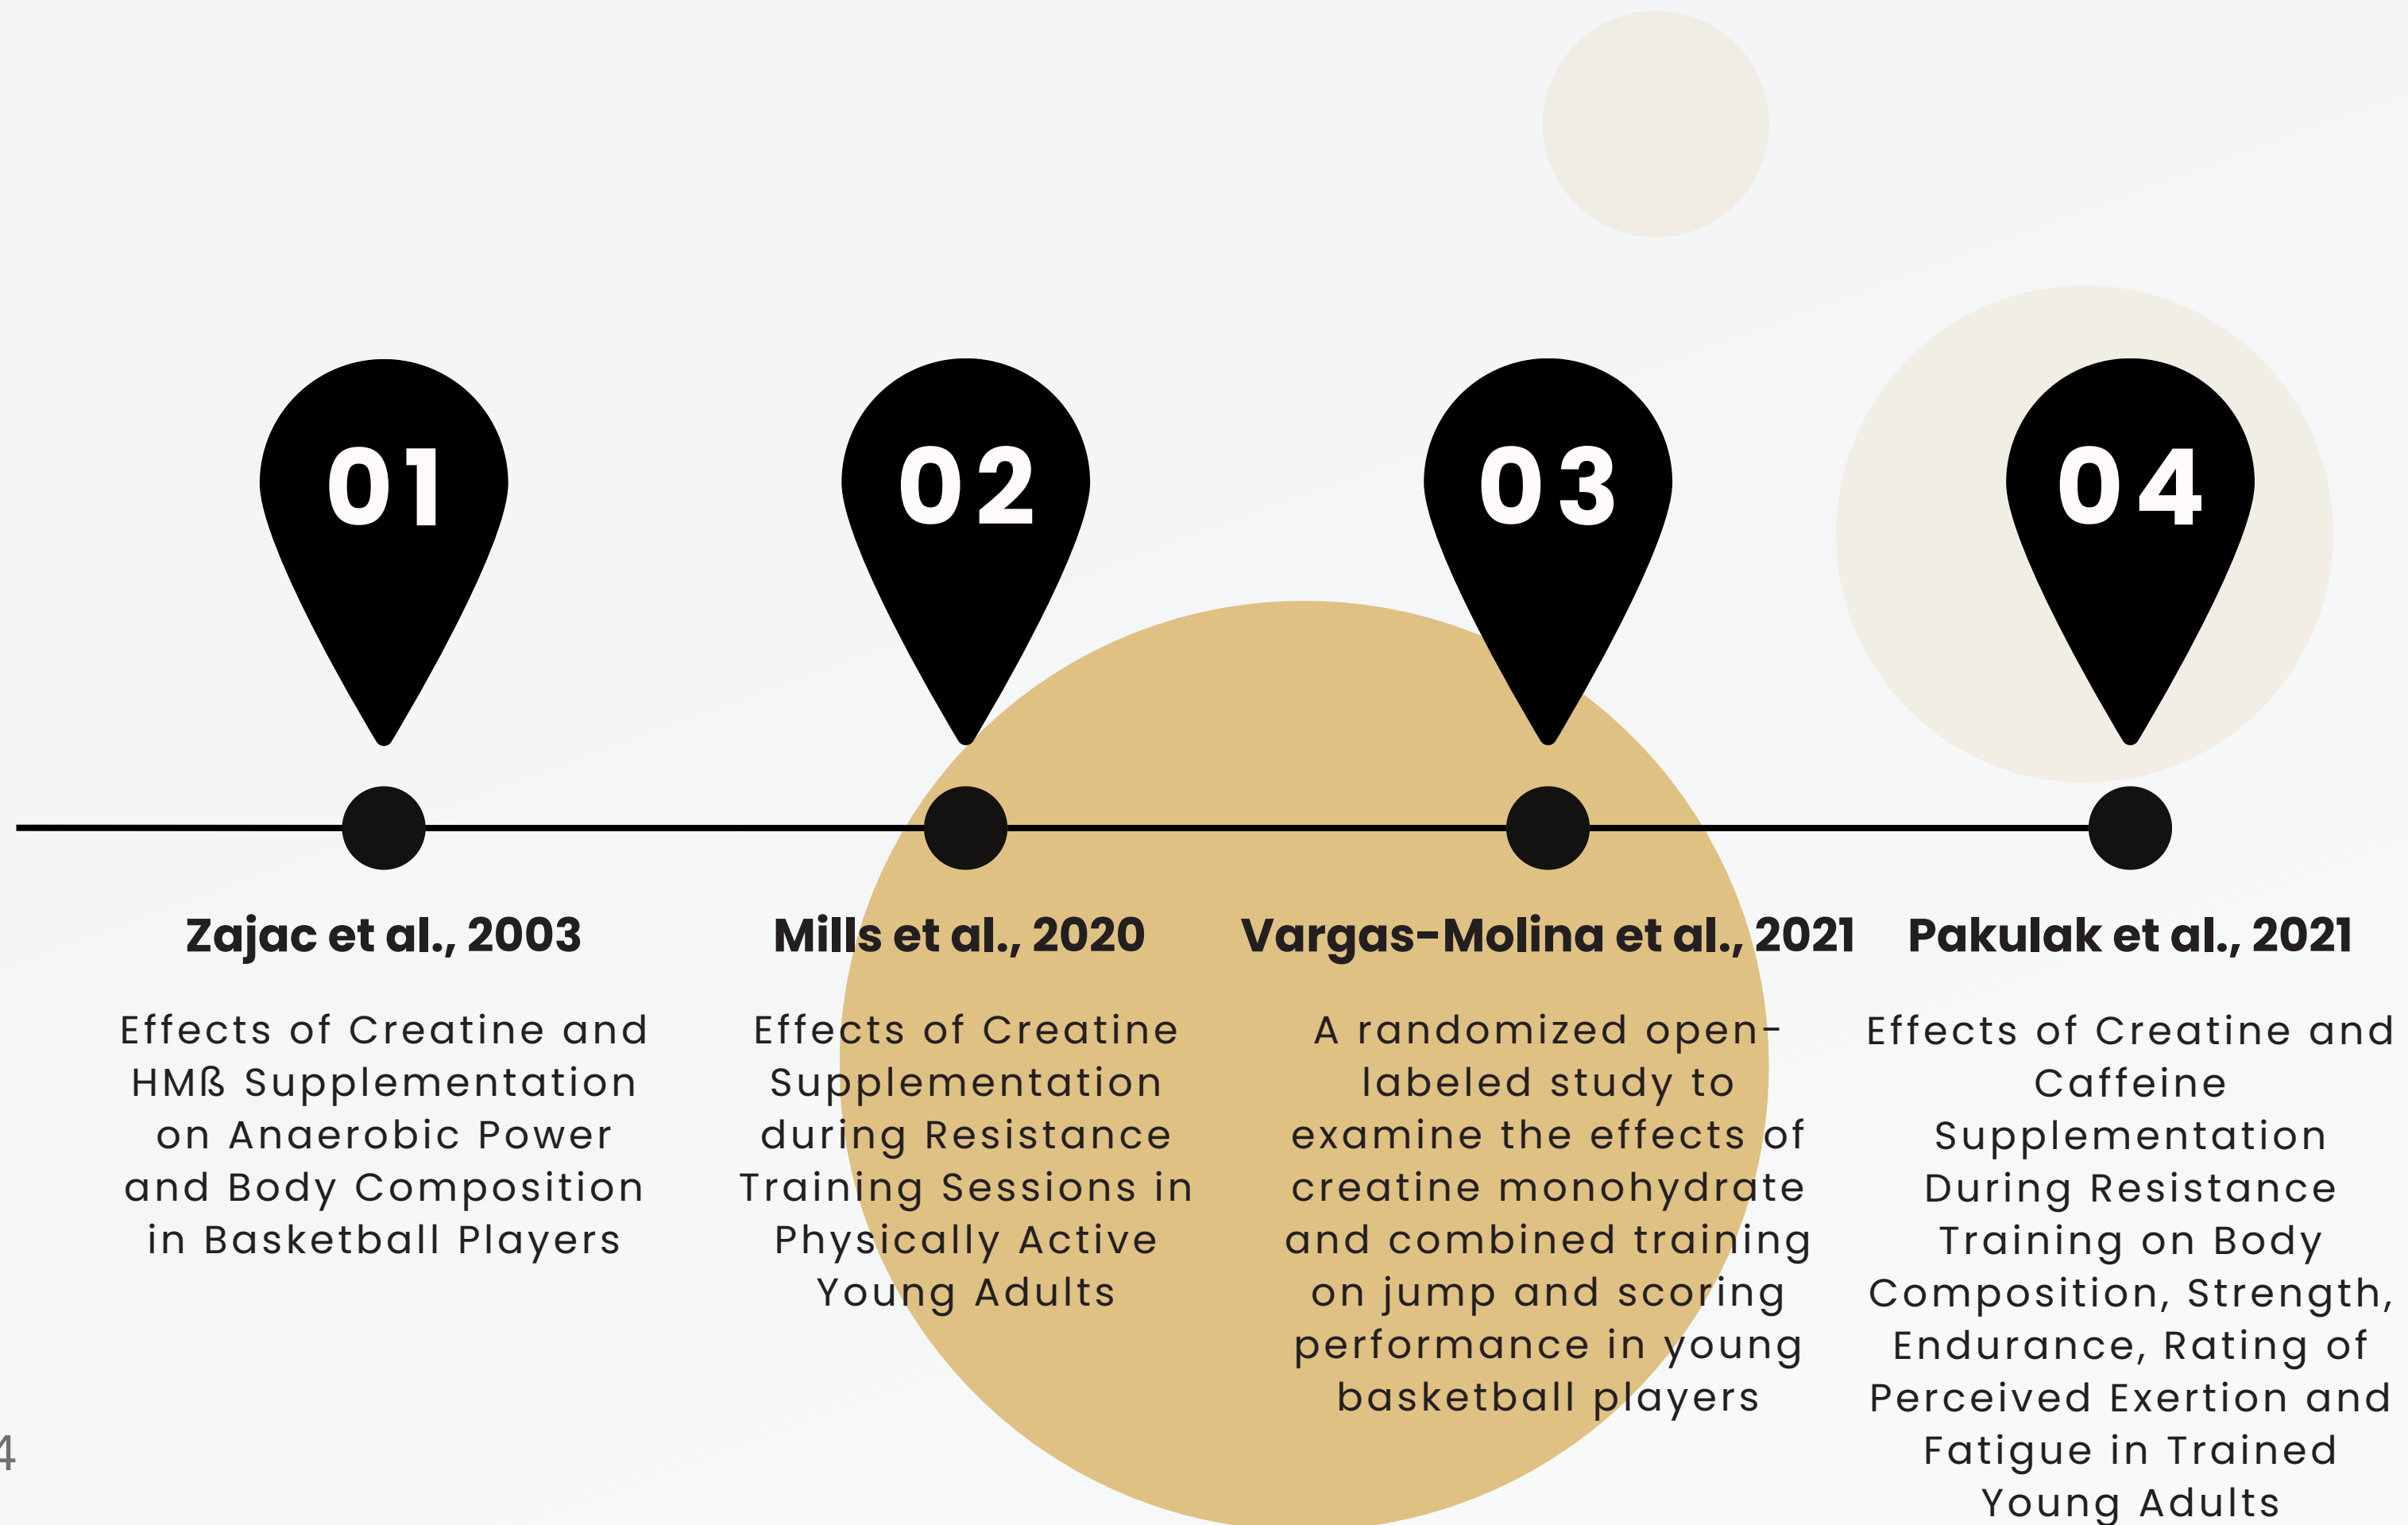 01
02
03
04
Zajac et al., 2003
Effects of Creatine and
HMß Supplementation
on Anaerobic Power
and Body Composition
in Basketball Players
Mills et al., 2020
Effects of Creatine
Supplementation
during Resistance
Training Sessions in
Physically Active
Young Adults
Vargas-Molina et al., 2021
A randomized open-
labeled study to
examine the effects of
creatine monohydrate
and combined training
on jump and scoring
performance in young
basketball players
Pakulak et al., 2021
Effects of Creatine and
Caffeine
Supplementation
During Resistance
Training on Body
Composition, Strength,
Endurance, Rating of
Perceived Exertion and
Fatigue in Trained
Young Adults
4